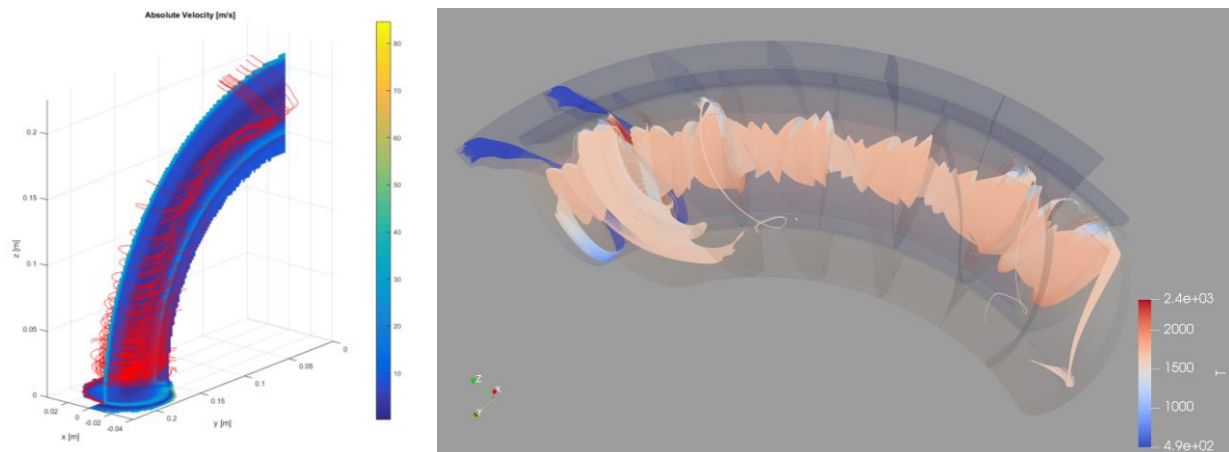 Absolute Velocity [m/s]
80
70
60
50
40
30
20
10
0.2
0.15
0.1
0.05
0
z [m]
0.02
0
-0.02
-0.04
x [m]
0.2
0.15
0.1
0.05
0
y [m]
Z
X
Y
2.4e+03
2000
1500
1000
4.9e+02
T